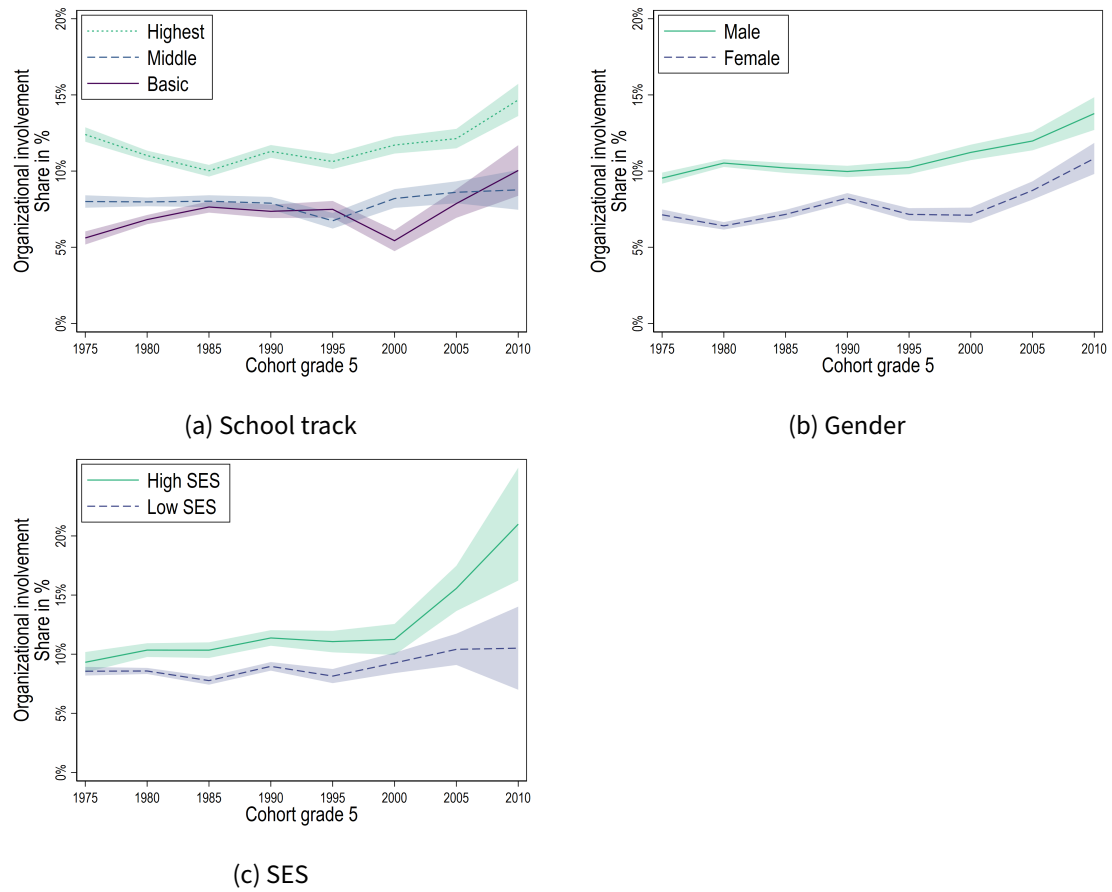 Highest
Middle
Basic
Organizational involvement
Share in %
0%
5%
10%
15%
20%
1975 1980 1985 1990 1995 2000 2005 2010
Cohort grade 5
(a) School track
Male
Female
Organizational involvement
Share in %
0%
5%
10%
15%
20%
1975 1980 1985 1990 1995 2000 2005 2010
Cohort grade 5
(b) Gender
High SES
Low SES
Organizational involvement
Share in %
0%
5%
10%
15%
20%
1975 1980 1985 1990 1995 2000 2005 2010
Cohort grade 5
(c) SES